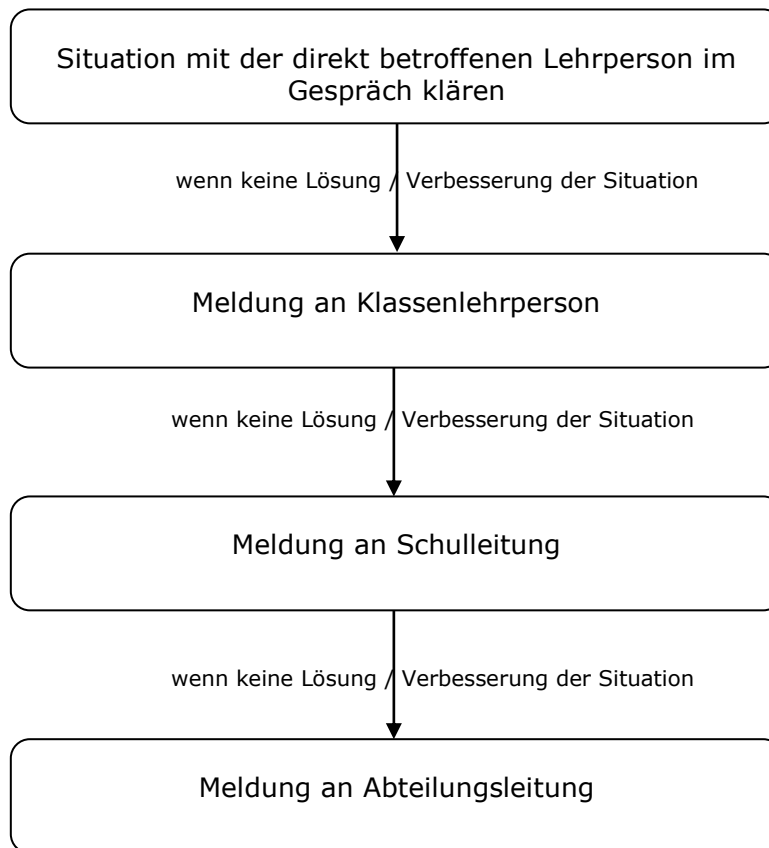 Situation mit der direkt betroffenen Lehrperson im
Gespräch klären
wenn keine Lösung / Verbesserung der Situation
Meldung an Klassenlehrperson
wenn keine Lösung / Verbesserung der Situation
Meldung an Schulleitung
wenn keine Lösung / Verbesserung der Situation
Meldung an Abteilungsleitung